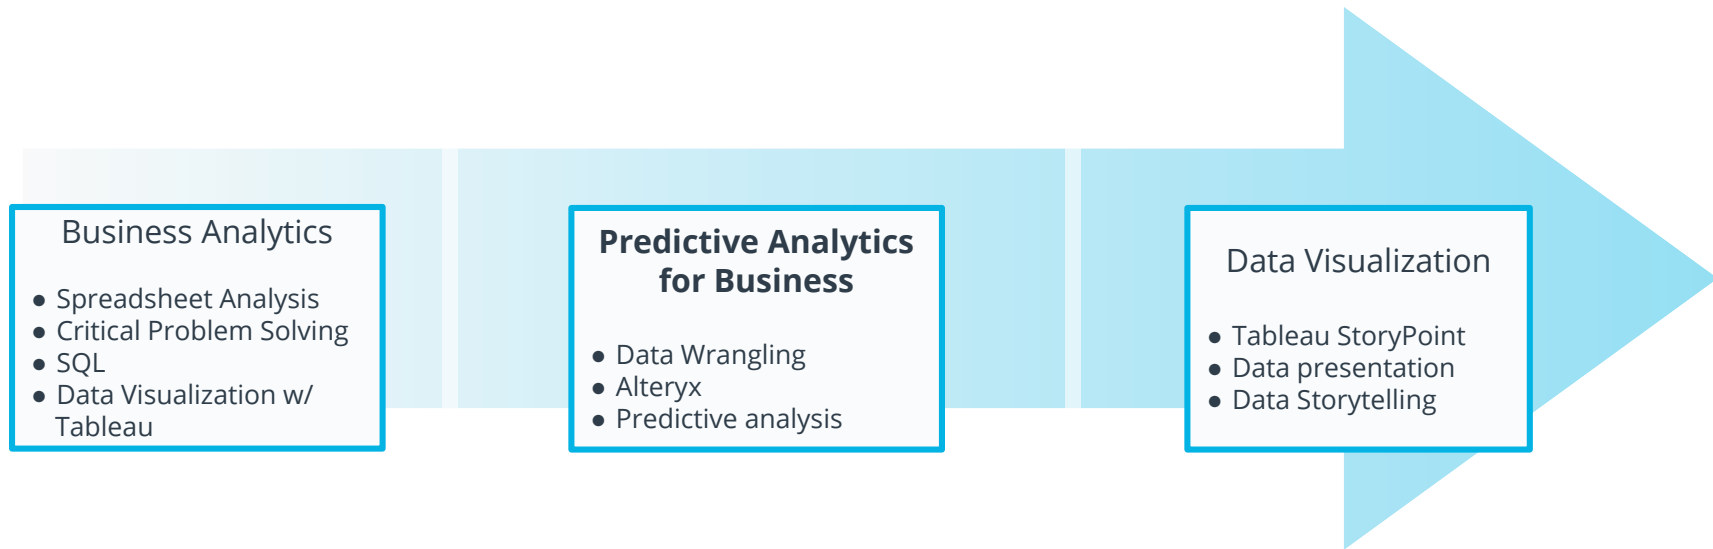 Business Analytics
● Spreadsheet Analysis
● Critical Problem Solving
● SQL
● Data Visualization w/
Tableau
Predictive Analytics
for Business
● Data Wrangling
● Alteryx
● Predictive analysis
Data Visualization
● Tableau StoryPoint
● Data presentation
● Data Storytelling